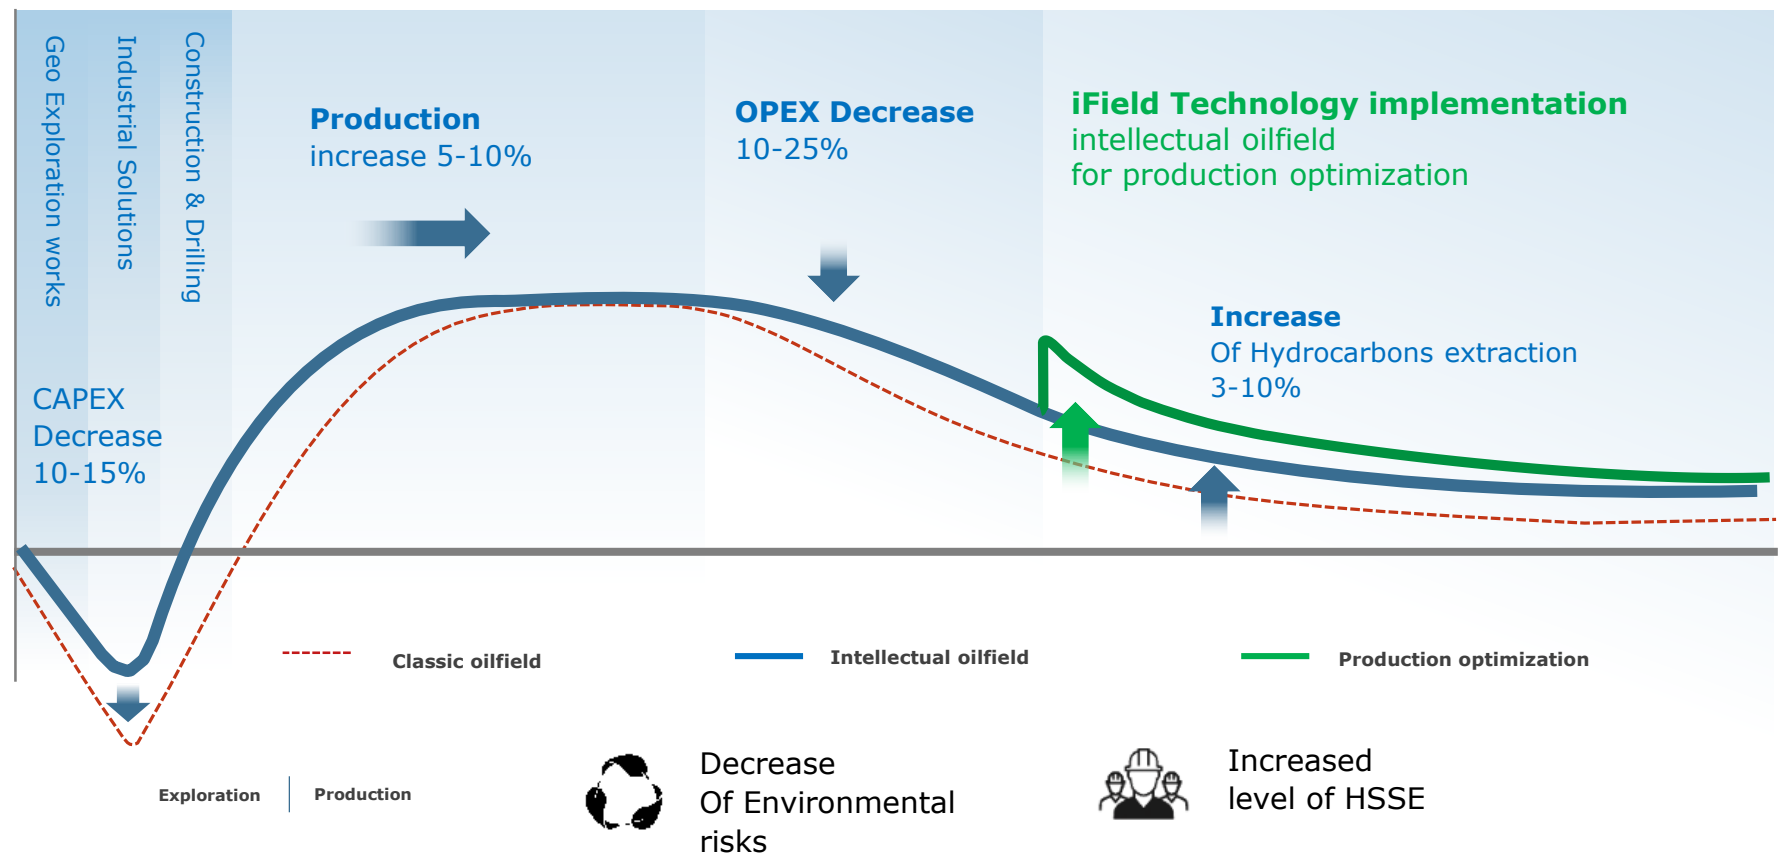 Geo Exploration works
Industrial Solutions
Construction & Drilling
Production
increase 5-10%
OPEX Decrease
10-25%
iField Technology implementation
intellectual oilfield
for production optimization
Increase
Of Hydrocarbons extraction
3-10%
CAPEX
Decrease
10-15%
Classic oilfield
Intellectual oilfield
Production optimization
Exploration
Production
Decrease
Of Environmental
risks
Increased
level of HSSE